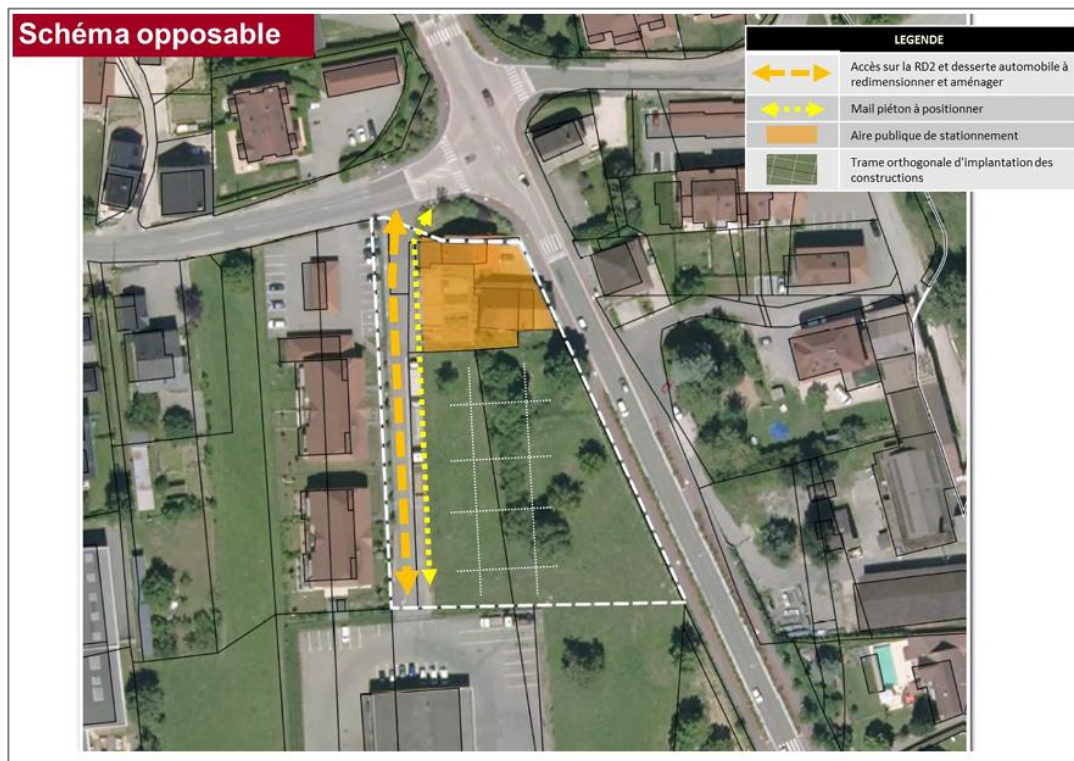 Schéma opposable
LEGENDE
Accès sur la RD2 et desserte automobile à
redimensionner et aménager
Mail piéton à positionner
Aire publique de stationnement
Trame orthogonale d'implantation des
constructions